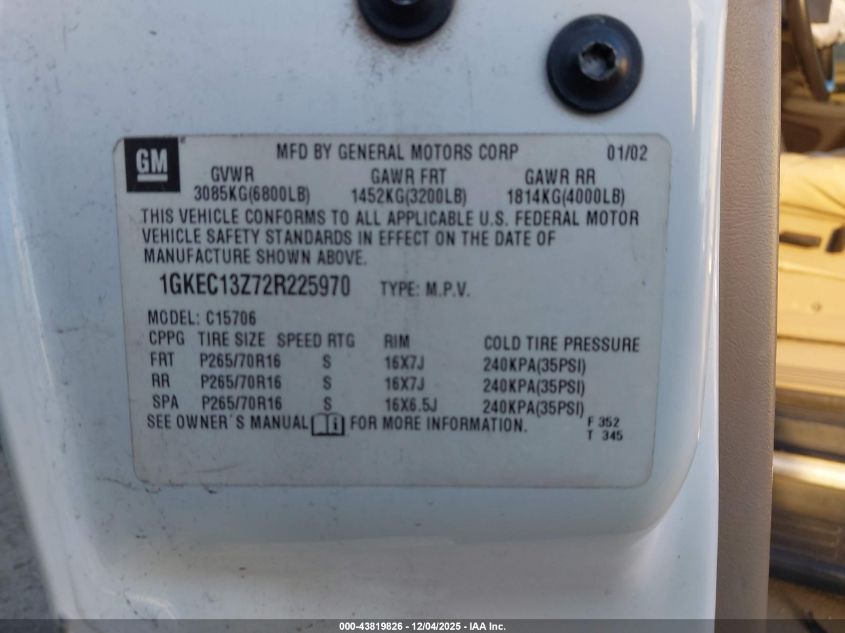 GM MFD BY GENERAL MOTORS CORP 01/02
GVWR GAWR FRT GAWR RR
3085KG(6800LB) 1452KG(3200LB) 1814KG(4000LB)
THIS VEHICLE CONFORMS TO ALL APPLICABLE U.S. FEDERAL MOTOR
VEHICLE SAFETY STANDARDS IN EFFECT ON THE DATE OF
MANUFACTURE SHOWN ABOVE.
1GKEC13Z72R225970 TYPE: M.P.V.
MODEL: C15706
CPPG TIRE SIZE SPEED RTG RIM COLD TIRE PRESSURE
FRT P265/70R16 S 16X7J 240KPA(35PSI)
RR P265/70R16 S 16X7J 240KPA(35PSI)
SPA P265/70R16 S 16X6.5J 240KPA(35PSI)
SEE OWNER'S MANUAL i FOR MORE INFORMATION. F 352
T 345
000-43819826 - 12/04/2025 - IAA Inc.